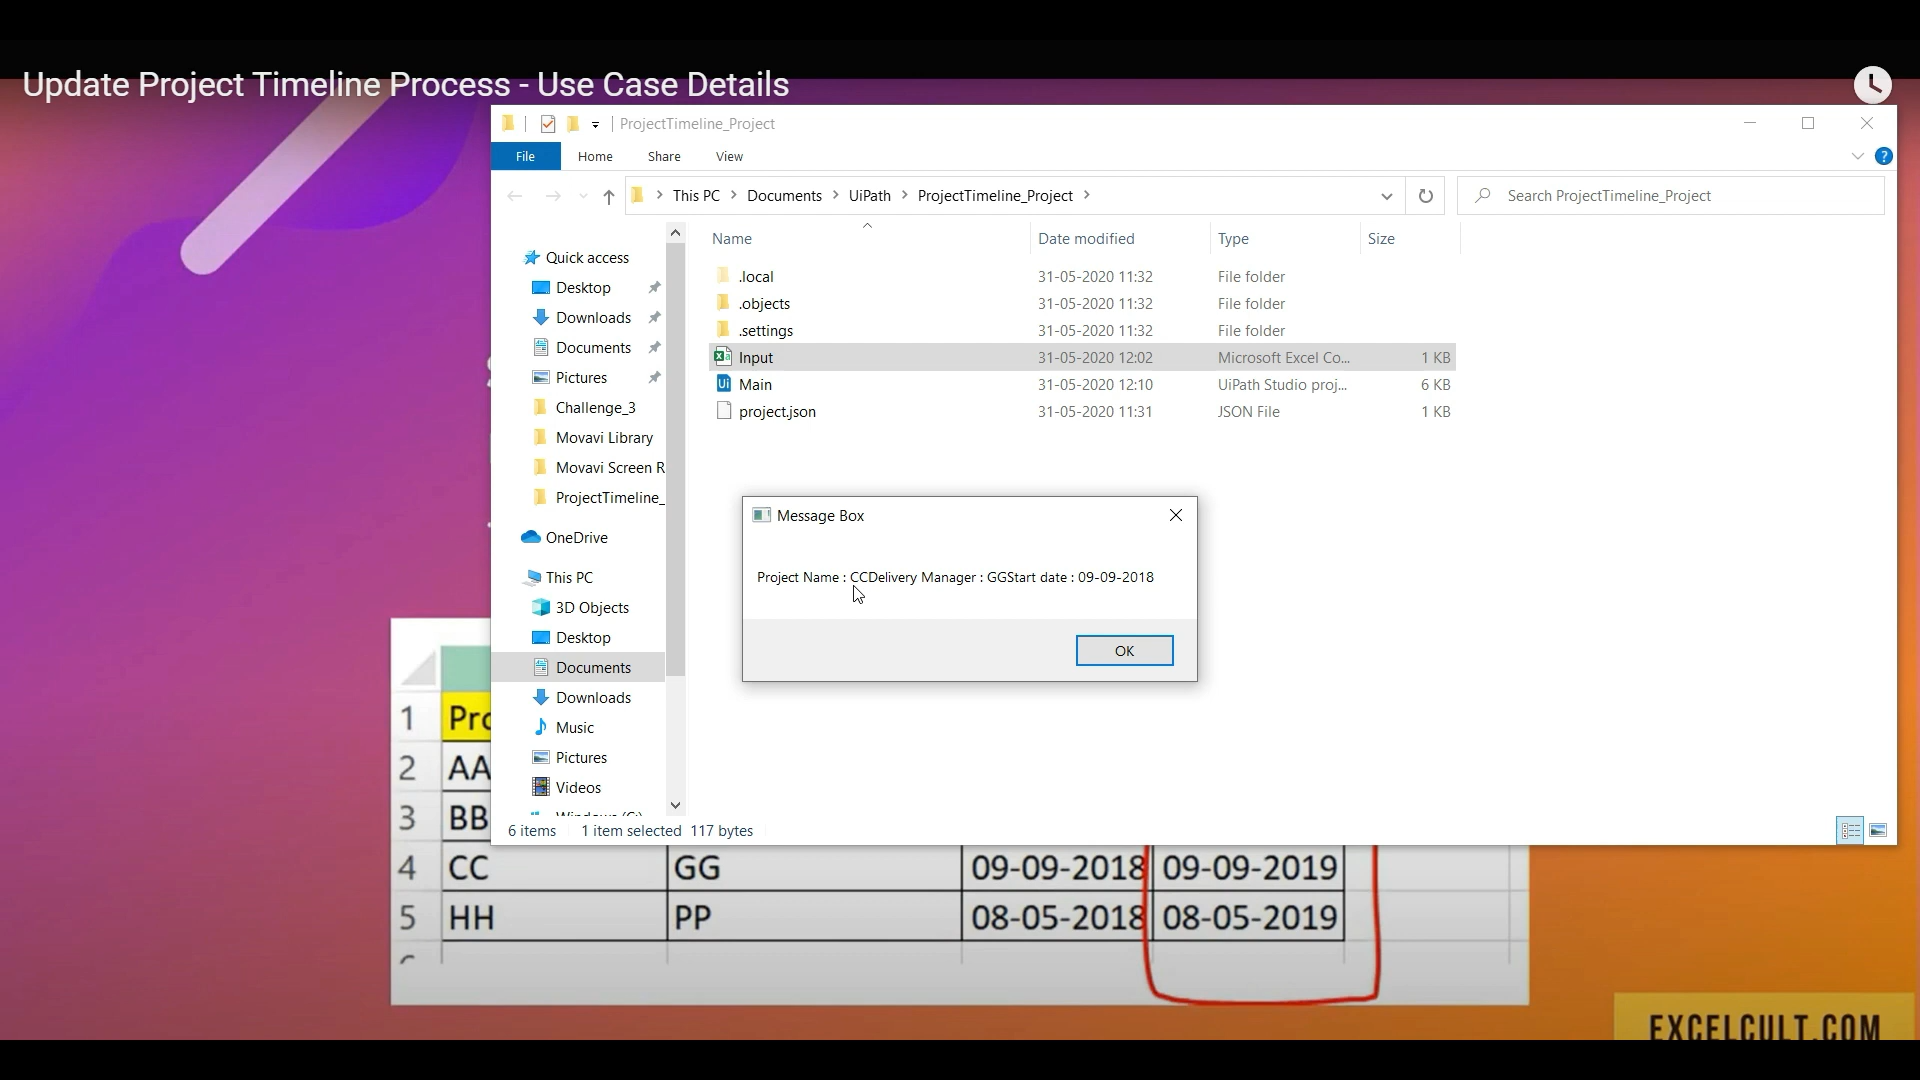 Update Project Timeline Process - Use Case Details
ProjectTimeline_Project
File Home Share View
This PC Documents UiPath ProjectTimeline_Project
Search ProjectTimeline_Project
Name Date modified Type Size
Quick access
Desktop
Downloads
Documents
Pictures
Challenge_3
Movavi Library
Movavi Screen R
ProjectTimeline_
OneDrive
This PC
3D Objects
Desktop
Documents
Downloads
Music
Pictures
Videos
.local 31-05-2020 11:32 File folder
.objects 31-05-2020 11:32 File folder
.settings 31-05-2020 11:32 File folder
Input 31-05-2020 12:02 Microsoft Excel Co... 1 KB
Main 31-05-2020 12:10 UiPath Studio proj... 6 KB
project.json 31-05-2020 11:31 JSON File 1 KB
Message Box
Project Name : CCDelivery Manager : GGStart date : 09-09-2018
OK
6 items 1 item selected 117 bytes
1 Pro
2 AA
3 BB
4 CC GG 09-09-2018 09-09-2019
5 HH PP 08-05-2018 08-05-2019
EXCELCULT.COM